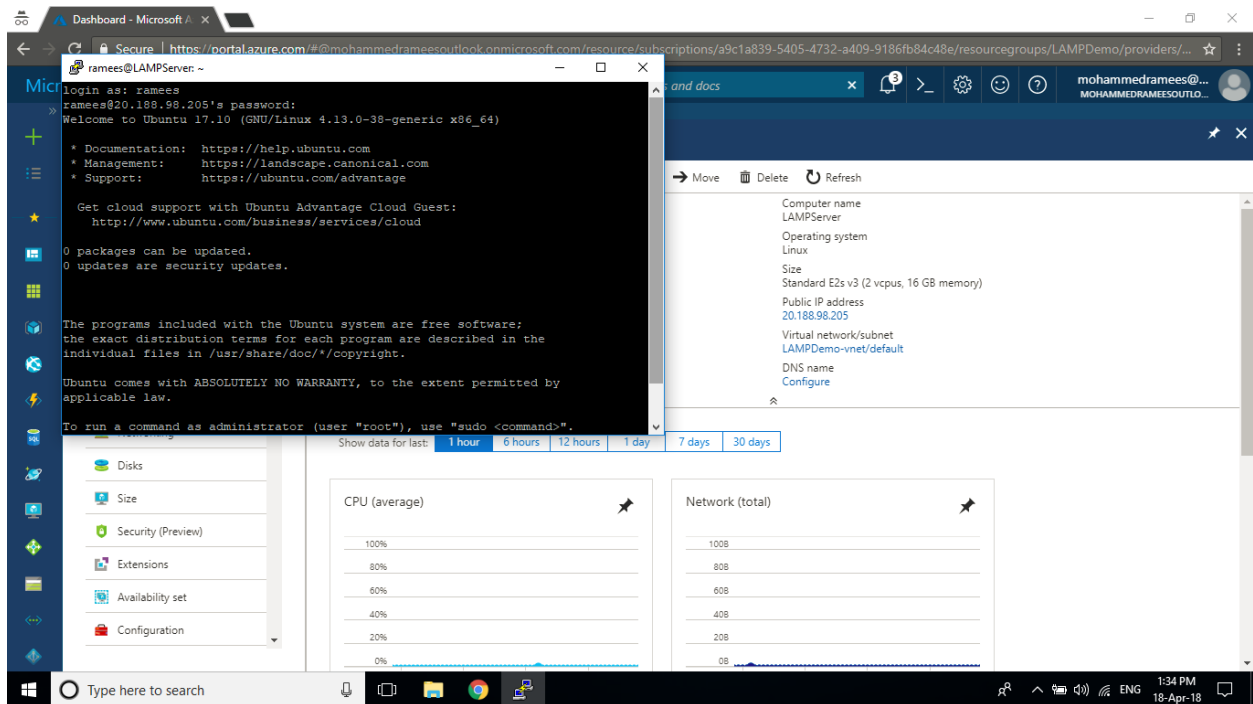 Dashboard - Microsoft A
Secure | https://portal.azure.com/#@mohammedrameesoutlook.onmicrosoft.com/resource/subscriptions/a9c1a839-5405-4732-a409-9186fb84c48e/resourcegroups/LAMPDemo/providers/...
ramees@LAMPServer: ~
login as: ramees
ramees@20.188.98.205's password:
Welcome to Ubuntu 17.10 (GNU/Linux 4.13.0-38-generic x86_64)
* Documentation: https://help.ubuntu.com
* Management: https://landscape.canonical.com
* Support: https://ubuntu.com/advantage
Get cloud support with Ubuntu Advantage Cloud Guest:
http://www.ubuntu.com/business/services/cloud
0 packages can be updated.
0 updates are security updates.
The programs included with the Ubuntu system are free software;
the exact distribution terms for each program are described in the
individual files in /usr/share/doc/*/copyright.
Ubuntu comes with ABSOLUTELY NO WARRANTY, to the extent permitted by
applicable law.
To run a command as administrator (user "root"), use "sudo <command>".
and docs
3
mohammedramees@...
MOHAMMEDRAMEESOUTLO...
Move Delete Refresh
Computer name
LAMPServer
Operating system
Linux
Size
Standard E2s v3 (2 vcpus, 16 GB memory)
Public IP address
20.188.98.205
Virtual network/subnet
LAMPDemo-vnet/default
DNS name
Configure
SQL
Disks
Size
Security (Preview)
Extensions
Availability set
Configuration
Show data for last: 1 hour 6 hours 12 hours 1 day 7 days 30 days
CPU (average)
100%
80%
60%
40%
20%
0%
Network (total)
100B
80B
60B
40B
20B
0B
Type here to search
ENG
1:34 PM
18-Apr-18